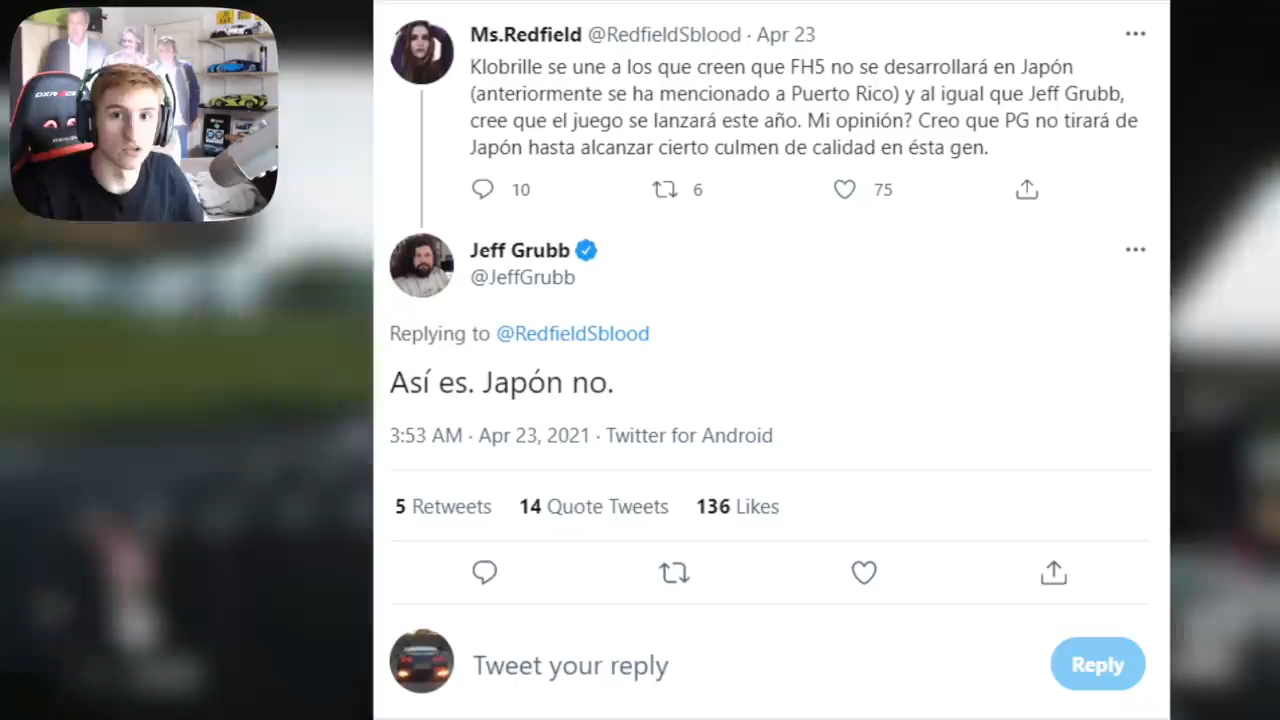 Ms.Redfield @RedfieldSblood · Apr 23
Klobrille se une a los que creen que FH5 no se desarrollará en Japón
(anteriormente se ha mencionado a Puerto Rico) y al igual que Jeff Grubb,
cree que el juego se lanzará este año. Mi opinión? Creo que PG no tirará de
Japón hasta alcanzar cierto culmen de calidad en ésta gen.
10 6 75
Jeff Grubb
@JeffGrubb
Replying to @RedfieldSblood
Así es. Japón no.
3:53 AM · Apr 23, 2021 · Twitter for Android
5 Retweets 14 Quote Tweets 136 Likes
Tweet your reply
Reply